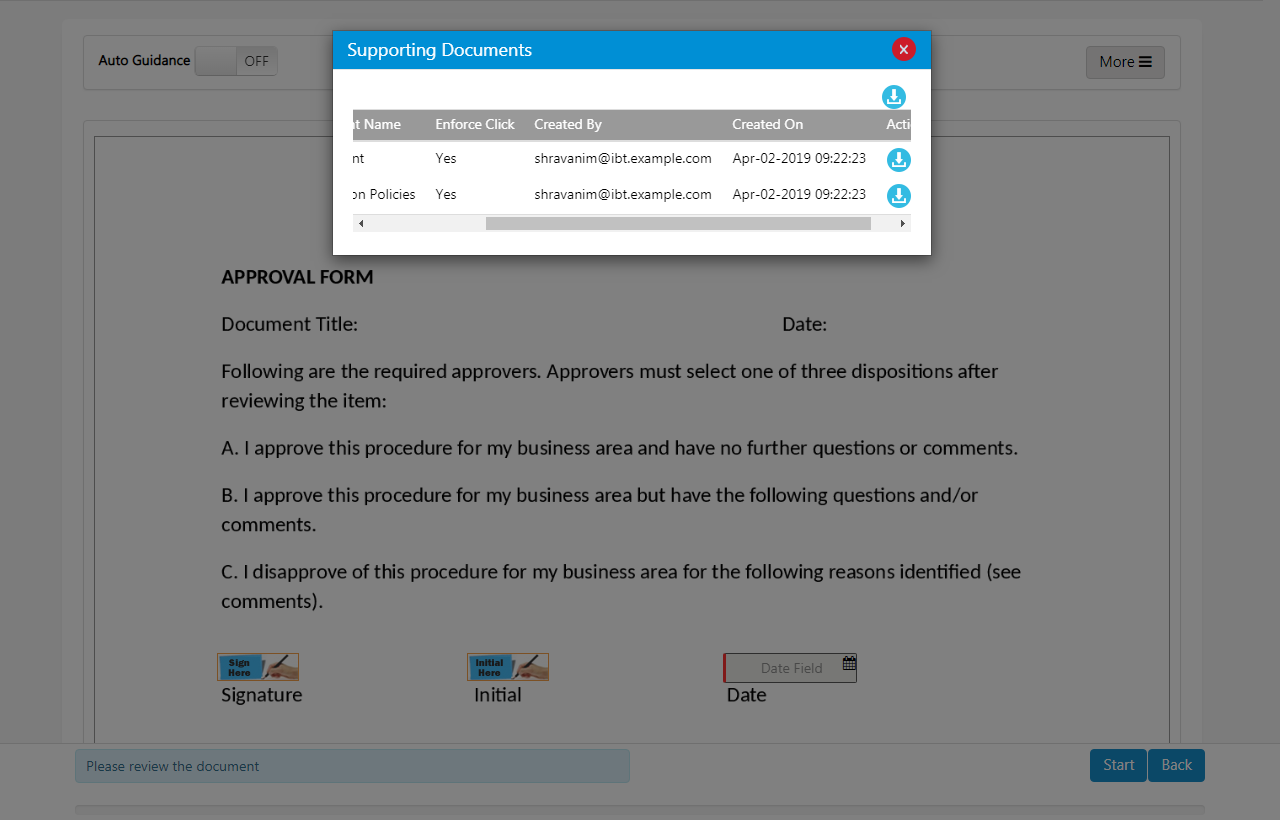 Supporting Documents
Auto Guidance OFF
More
Name Enforce Click Created By Created On
Yes shravanim@ibt.example.com Apr-02-2019 09:22:23
Policies Yes shravanim@ibt.example.com Apr-02-2019 09:22:23
APPROVAL FORM
Document Title: Date:
Following are the required approvers. Approvers must select one of three dispositions after
reviewing the item:
A. I approve this procedure for my business area and have no further questions or comments.
B. I approve this procedure for my business area but have the following questions and/or
comments.
C. I disapprove of this procedure for my business area for the following reasons identified (see
comments).
Sign
Here
Initial
Here
Date Field
Signature Initial Date
Please review the document
Start Back